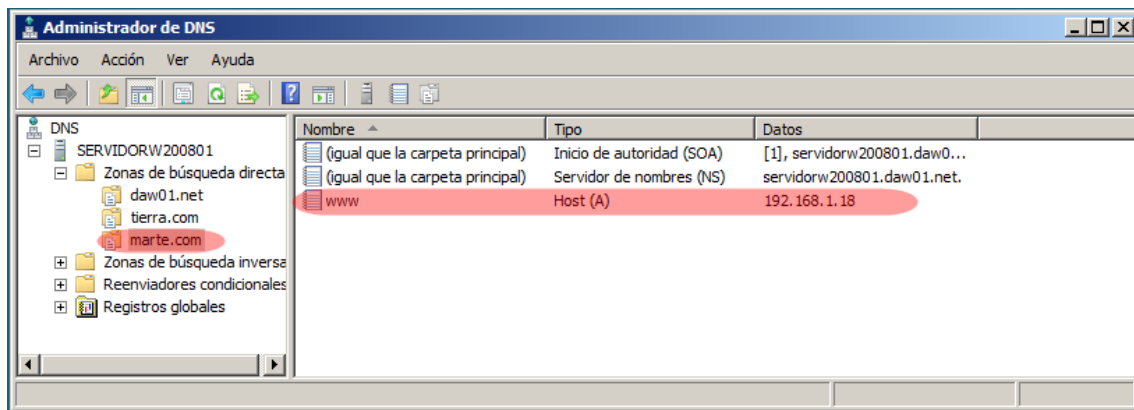 Administrador de DNS
Archivo Acción Ver Ayuda
DNS
SERVIDORW200801
Zonas de búsqueda directa
daw01.net
tierra.com
marte.com
Zonas de búsqueda inversa
Reenviadores condicionales
Registros globales
Nombre Tipo Datos
(igual que la carpeta principal) Inicio de autoridad (SOA) [1], servidorw200801.daw0...
(igual que la carpeta principal) Servidor de nombres (NS) servidorw200801.daw01.net.
www Host (A) 192.168.1.18